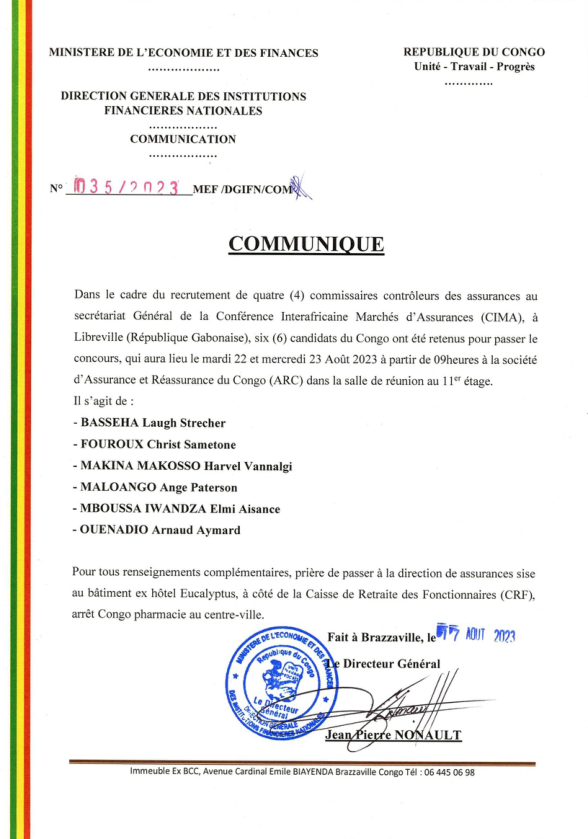 MINISTERE DE L'ECONOMIE ET DES FINANCES
...................
REPUBLIQUE DU CONGO
Unité - Travail - Progrès
.............
DIRECTION GENERALE DES INSTITUTIONS
FINANCIERES NATIONALES
..................
COMMUNICATION
..................
N° 035/2023 MEF /DGIFN/COM
COMMUNIQUE
Dans le cadre du recrutement de quatre (4) commissaires contrôleurs des assurances au
secrétariat Général de la Conférence Interafricaine Marchés d'Assurances (CIMA), à
Libreville (République Gabonaise), six (6) candidats du Congo ont été retenus pour passer le
concours, qui aura lieu le mardi 22 et mercredi 23 Août 2023 à partir de 09heures à la société
d'Assurance et Réassurance du Congo (ARC) dans la salle de réunion au 11er étage.
Il s'agit de :
- BASSEHA Laugh Strecher
- FOUROUX Christ Sametone
- MAKINA MAKOSSO Harvel Vannalgi
- MALOANGO Ange Paterson
- MBOUSSA IWANDZA Elmi Aisance
- OUENADIO Arnaud Aymard
Pour tous renseignements complémentaires, prière de passer à la direction de assurances sise
au bâtiment ex hôtel Eucalyptus, à côté de la Caisse de Retraite des Fonctionnaires (CRF),
arrêt Congo pharmacie au centre-ville.
Fait à Brazzaville, le 17 AOUT 2023
Le Directeur Général
MINISTERE DE L'ECONOMIE ET DES FINANCES
République du Congo
Le Directeur
Général
DIRECTION GENERALE
DES INSTITUTIONS FINANCIERES NATIONALES
Jean Pierre NONAULT
Immeuble Ex BCC, Avenue Cardinal Emile BIAYENDA Brazzaville Congo Tél : 06 445 06 98